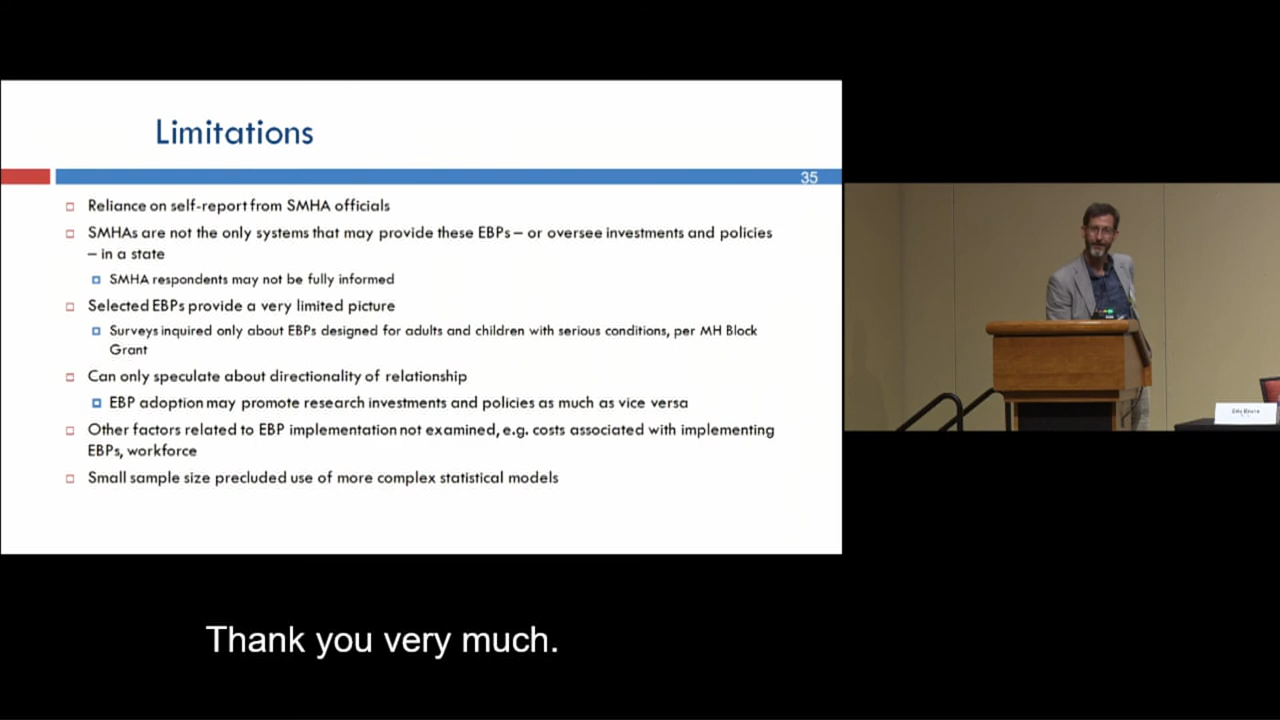 Limitations
35
Reliance on self-report from SMHA officials
SMHAs are not the only systems that may provide these EBPs – or oversee investments and policies
– in a state
SMHA respondents may not be fully informed
Selected EBPs provide a very limited picture
Surveys inquired only about EBPs designed for adults and children with serious conditions, per MH Block
Grant
Can only speculate about directionality of relationship
EBP adoption may promote research investments and policies as much as vice versa
Other factors related to EBP implementation not examined, e.g. costs associated with implementing
EBPs, workforce
Small sample size precluded use of more complex statistical models
Thank you very much.